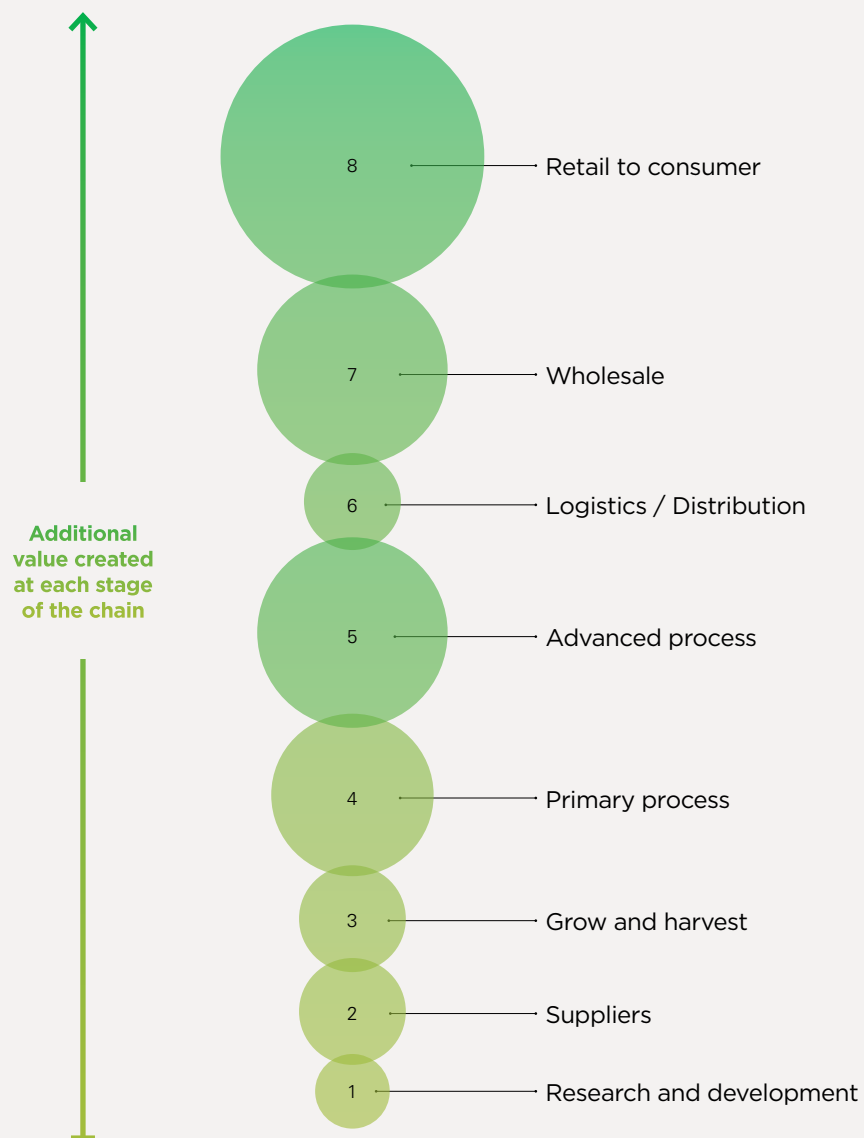 8
Retail to consumer
7
Wholesale
6
Logistics / Distribution
Additional
value created
at each stage
of the chain
5
Advanced process
4
Primary process
3
Grow and harvest
2
Suppliers
1
Research and development